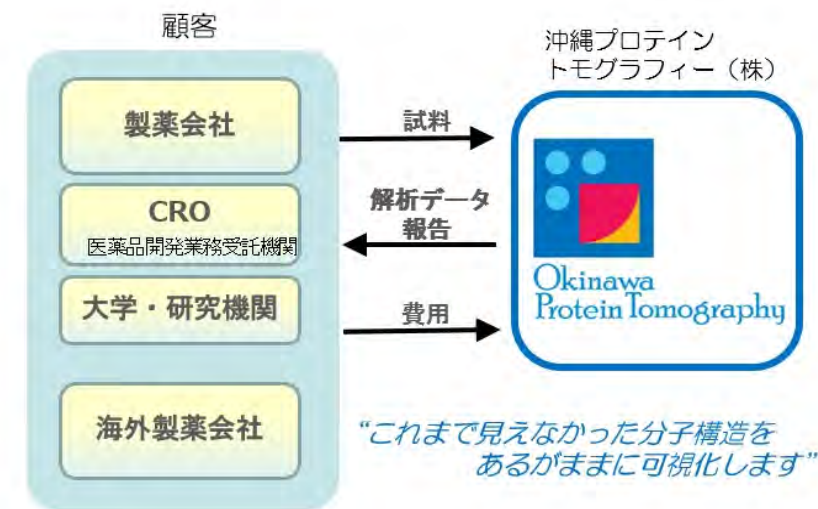 顧客
製薬会社
CRO
医薬品開発業務受託機関
大学・研究機関
海外製薬会社
試料
解析データ
報告
費用
沖縄プロテイン
トモグラフィー（株）
Okinawa
Protein Tomography
“これまで見えなかった分子構造を
あるがままに可視化します”